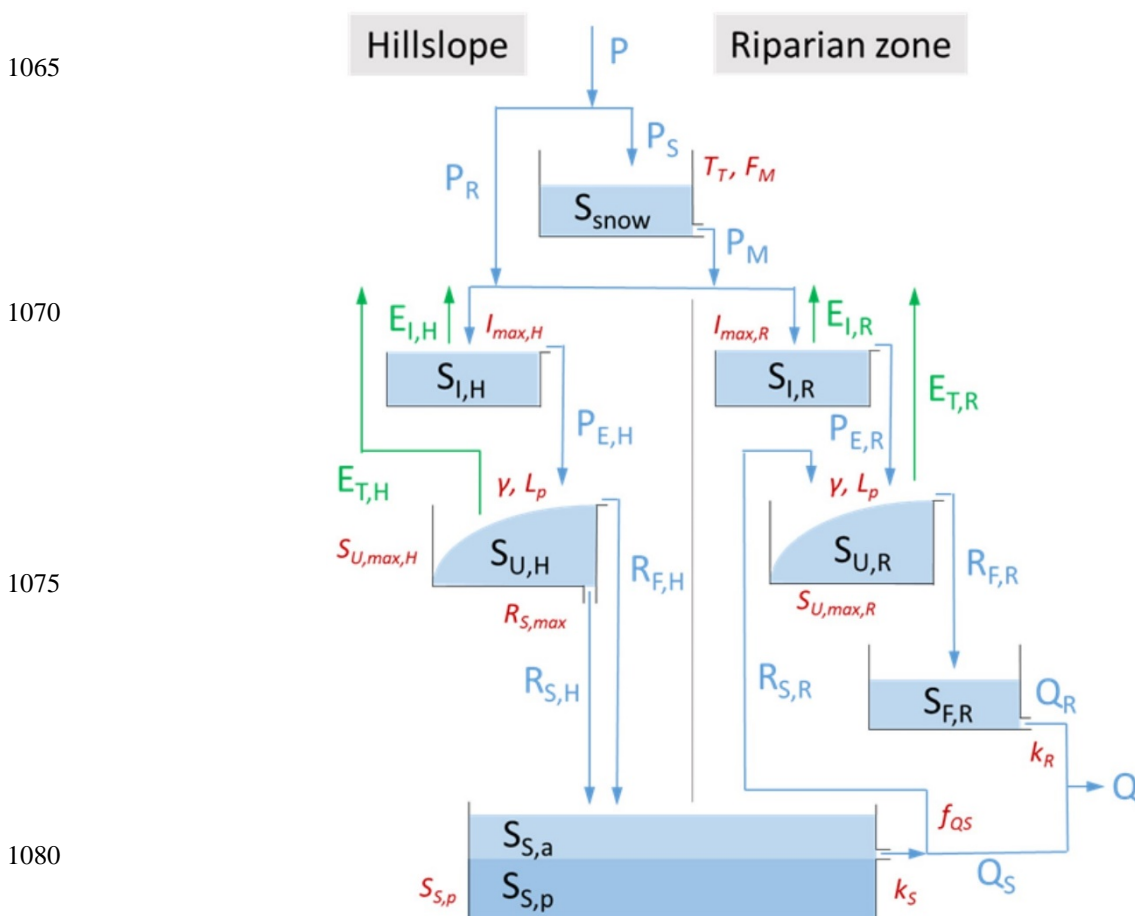 Hillslope
Riparian zone
P
1065
P_S
T_T, F_M
P_R
S_snow
P_M
1070
E_I,H
I_max,H
I_max,R
E_I,R
S_I,H
S_I,R
E_T,R
P_E,H
P_E,R
E_T,H
γ, L_p
γ, L_p
S_U,max,H
S_U,H
R_F,H
S_U,R
R_F,R
1075
R_S,max
S_U,max,R
R_S,H
R_S,R
S_F,R
Q_R
k_R
Q
f_QS
S_S,a
1080
S_S,p
S_S,p
k_S
Q_S